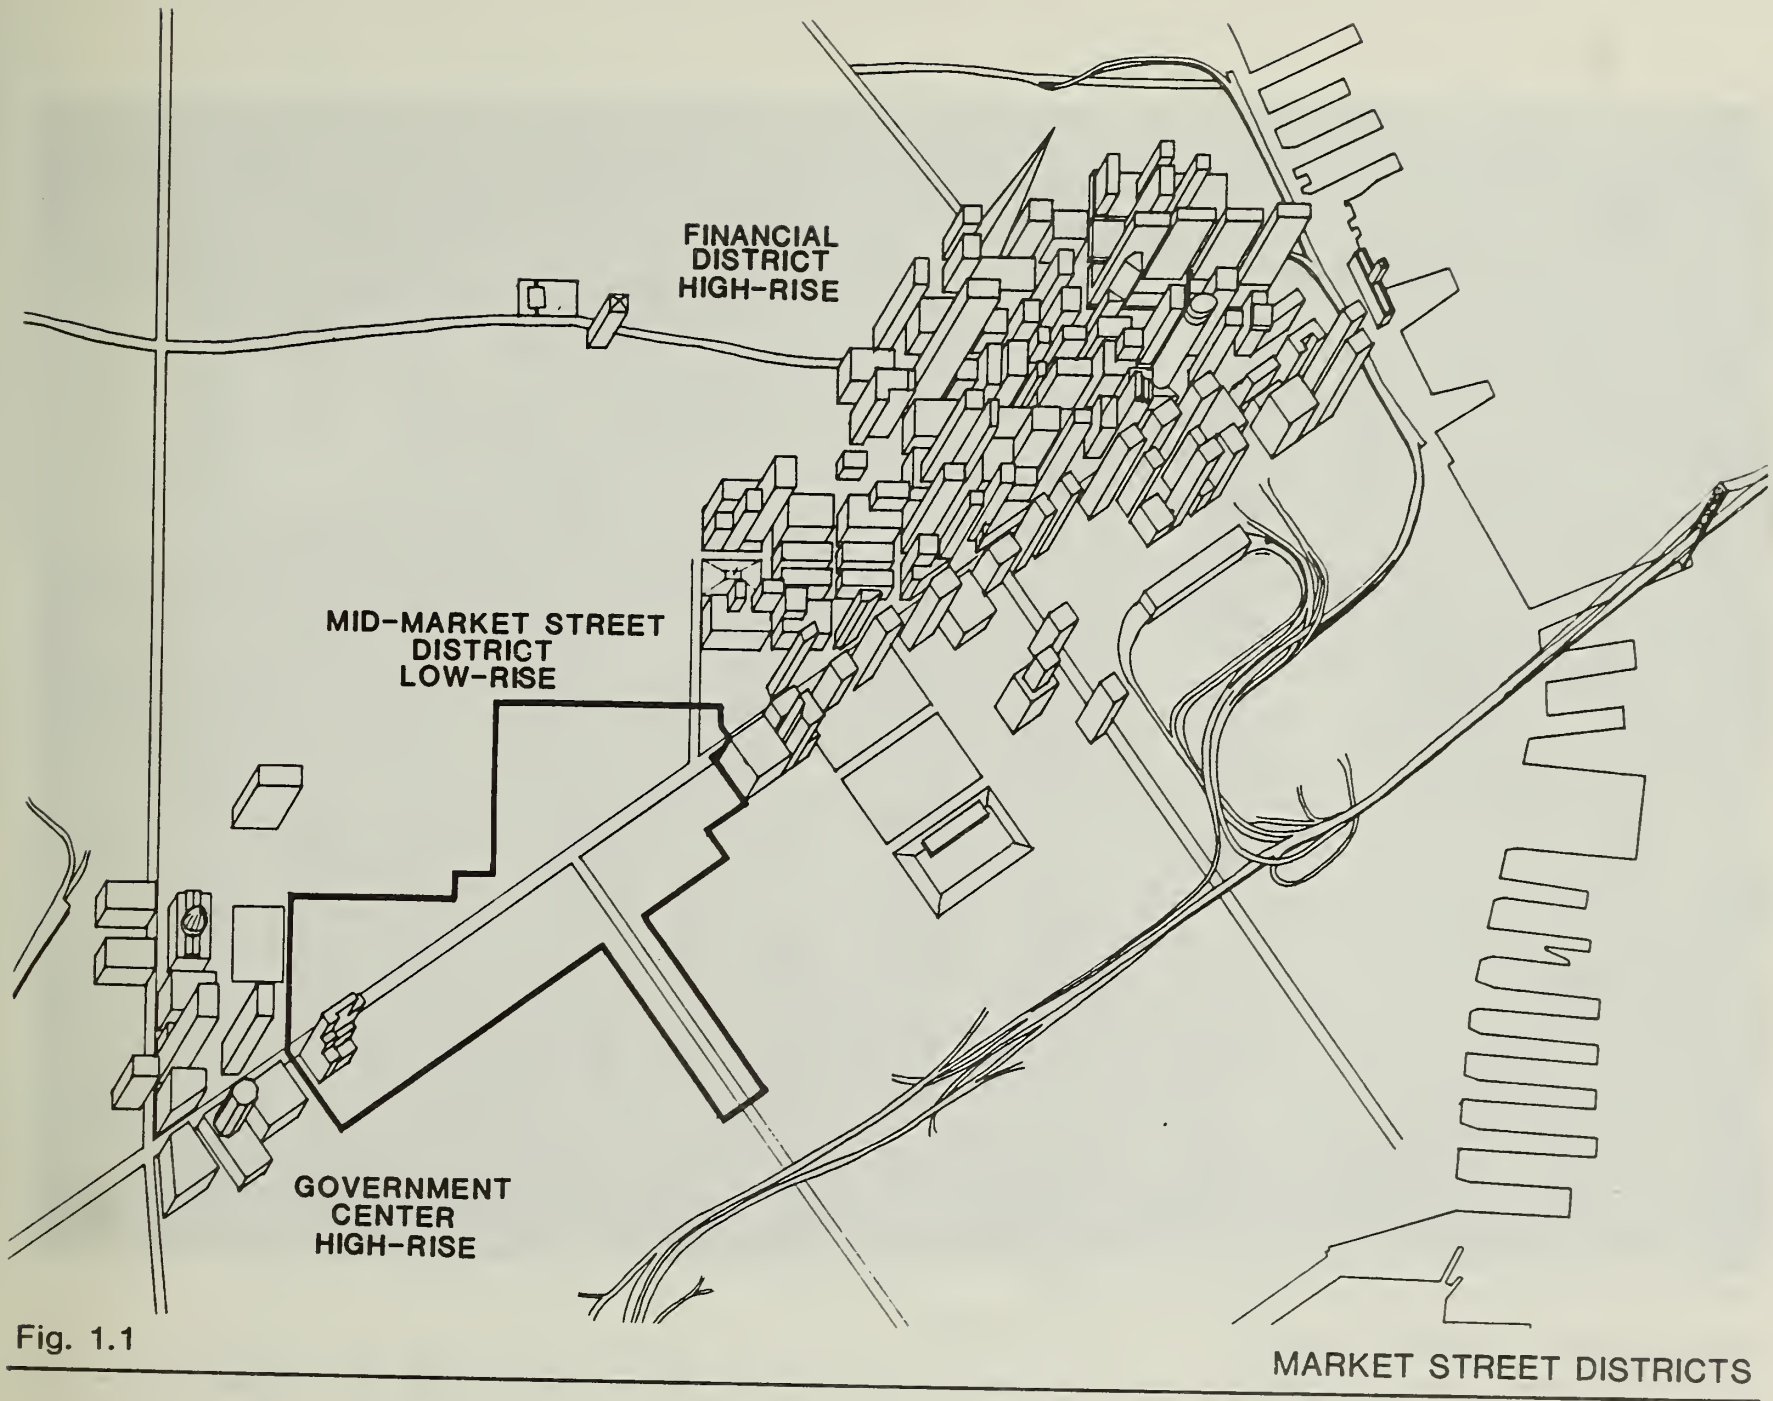 FINANCIAL
DISTRICT
HIGH-RISE
MID-MARKET STREET
DISTRICT
LOW-RISE
GOVERNMENT
CENTER
HIGH-RISE
Fig. 1.1
MARKET STREET DISTRICTS